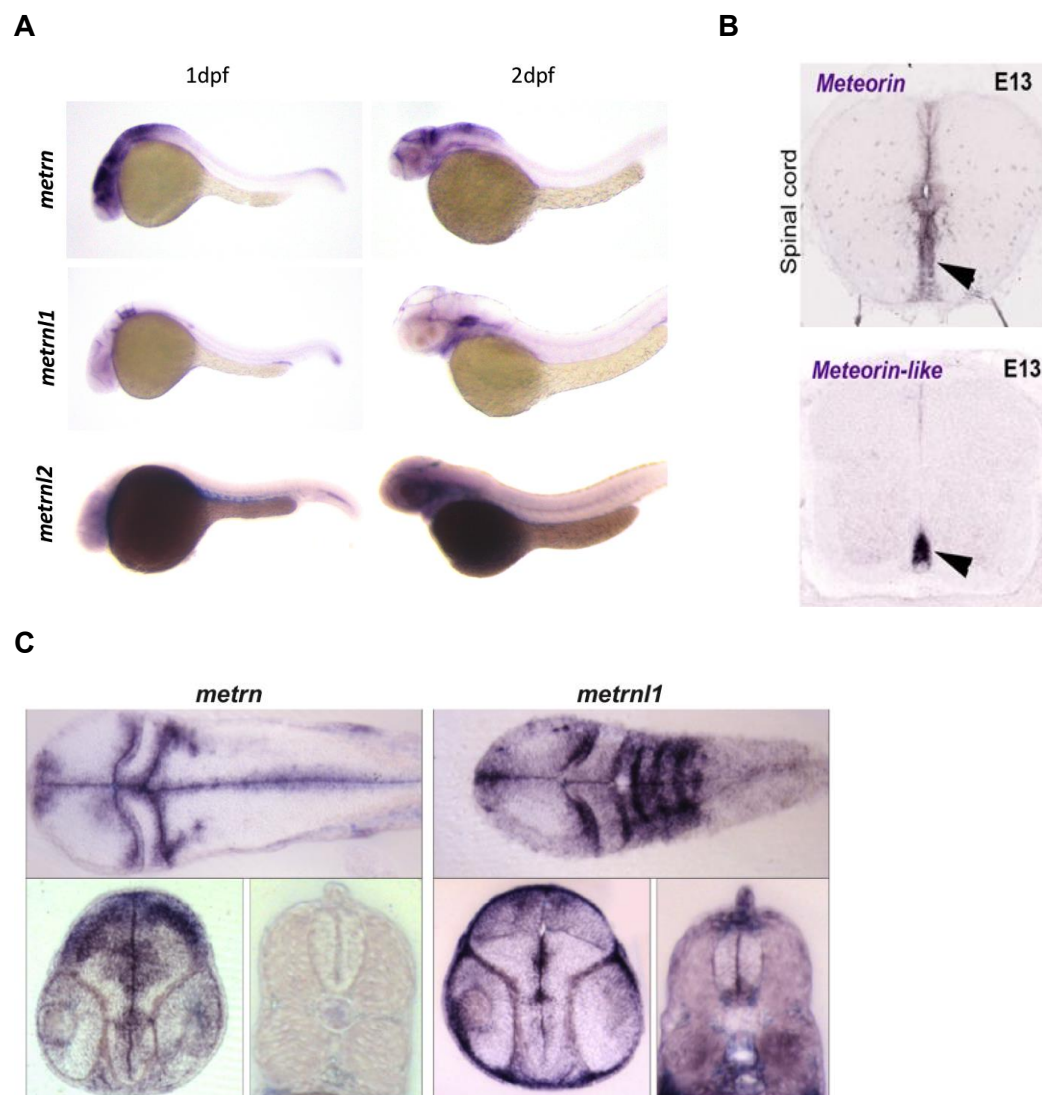 A
B
1dpf
2dpf
metrn
metrnl1
metrnl2
Meteorin
E13
Spinal cord
Meteorin-like
E13
C
metrn
metrnl1